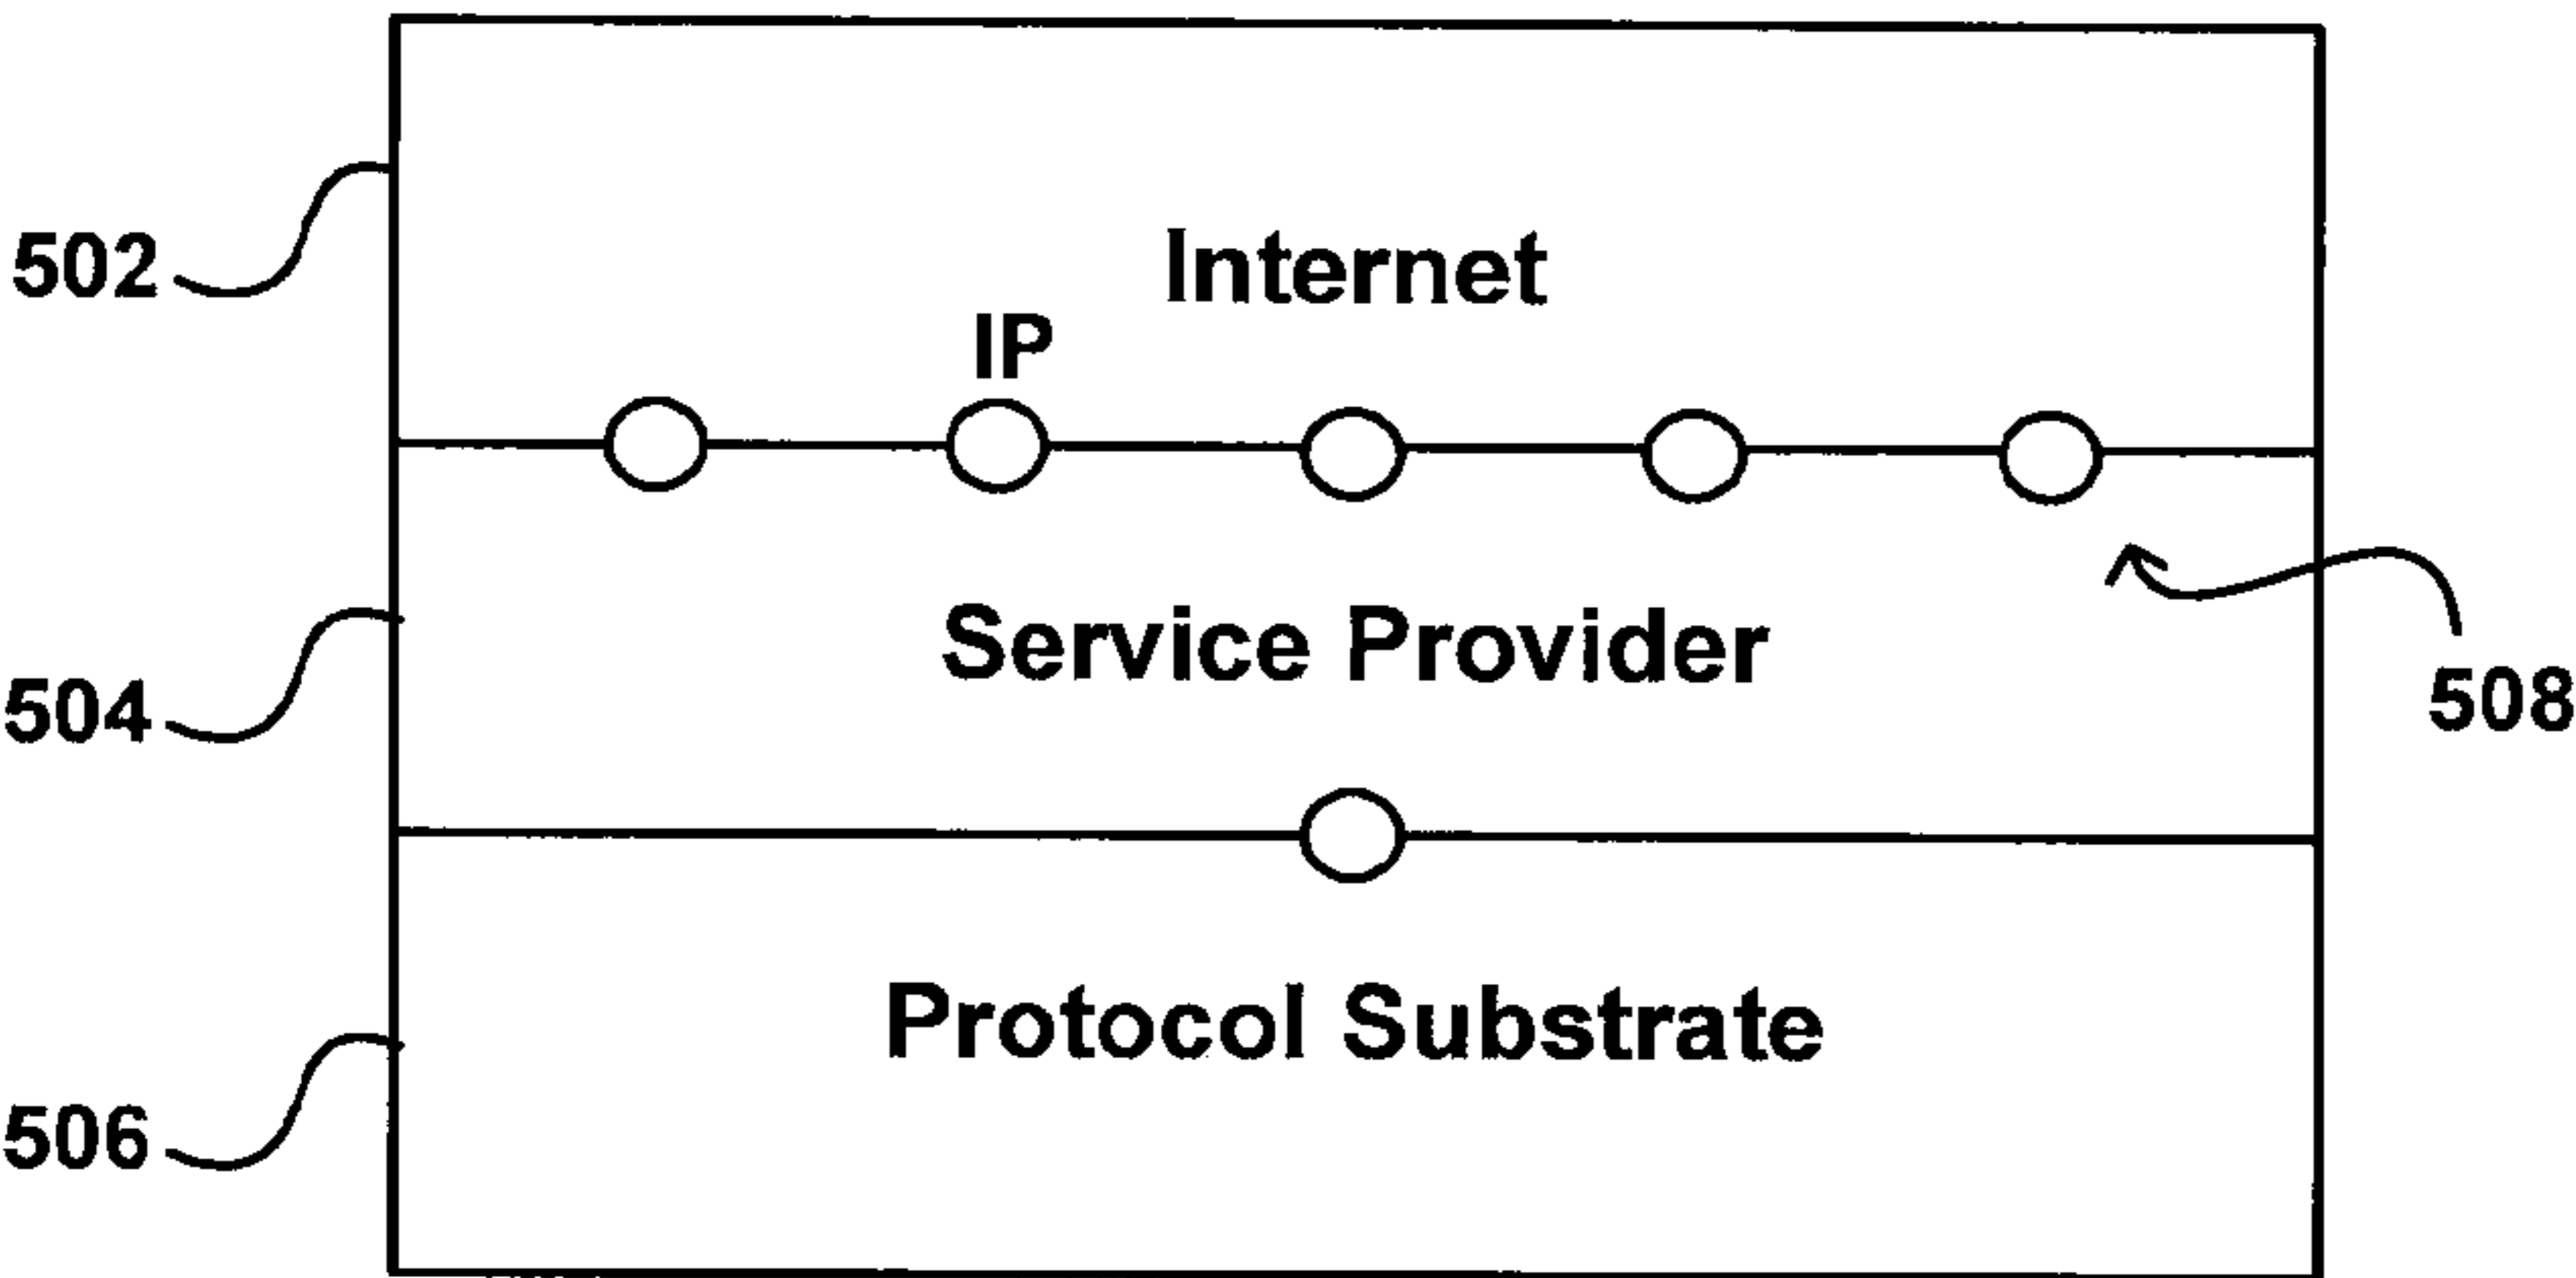 Internet
502
IP
Service Provider
504
508
Protocol Substrate
506